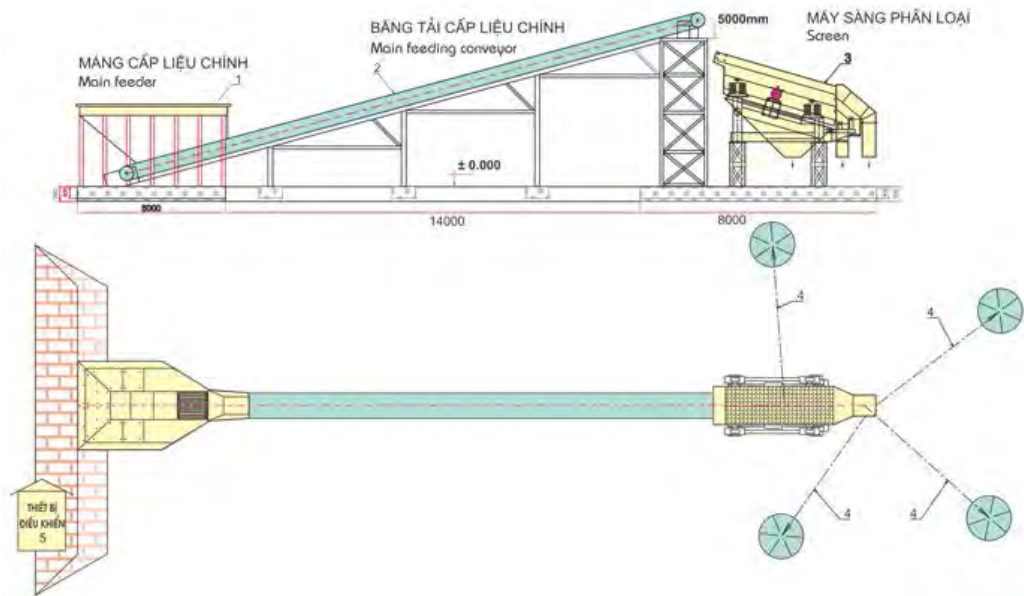 BĂNG TẢI CẤP LIỆU CHÍNH
Main feeding conveyor
2
5000mm
MÁY SÀNG PHÂN LOẠI
Screen
3
MÁNG CẤP LIỆU CHÍNH
Main feeder
1
± 0.000
5000
14000
8000
4
4
4
4
THIẾT BỊ
ĐIỀU KHIỂN
5